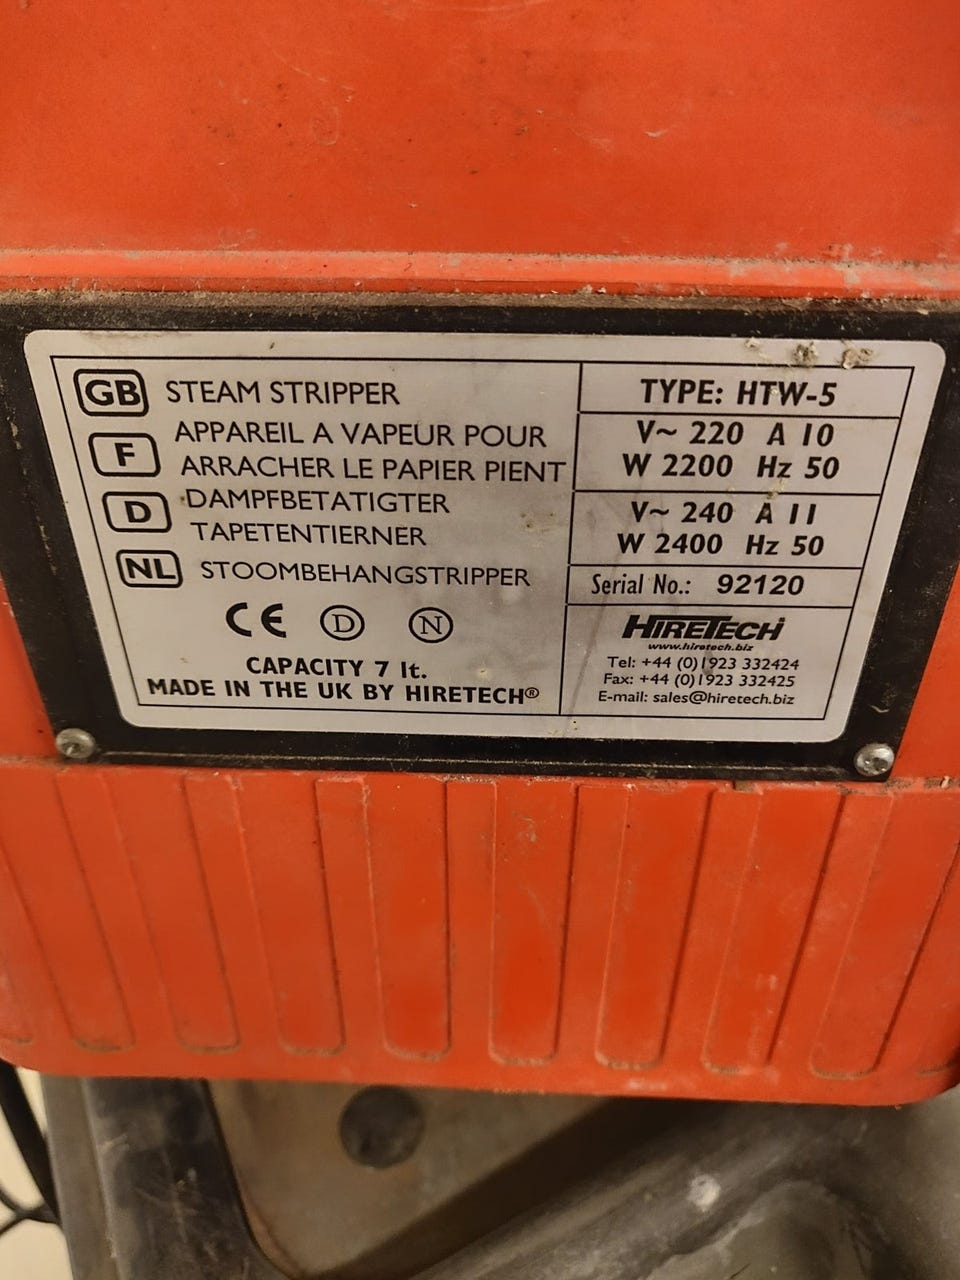 GB STEAM STRIPPER
F APPAREIL A VAPEUR POUR
ARRACHER LE PAPIER PIENT
D DAMPFBETATIGTER
TAPETENTIERNER
NL STOOMBEHANGSTRIPPER
CE D N
CAPACITY 7 lt.
MADE IN THE UK BY HIRETECH®
TYPE: HTW-5
V~ 220 A 10
W 2200 Hz 50
V~ 240 A 11
W 2400 Hz 50
Serial No.: 92120
HIRETECH
www.hiretech.biz
Tel: +44 (0)1923 332424
Fax: +44 (0)1923 332425
E-mail: sales@hiretech.biz